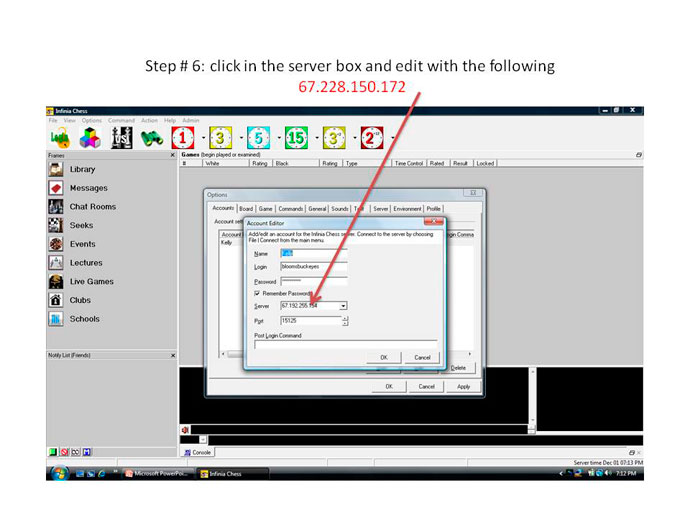 Step # 6: click in the server box and edit with the following
67.228.150.172
Infinia Chess
File View Options Command Action Help Admin
1 3 5 15 3 2
Frames
Games (begin played or examined)
# White Rating Black Rating Type Time Control Rated Result Locked
Library
Messages
Chat Rooms
Seeks
Events
Lectures
Live Games
Clubs
Schools
Notify List (Friends)
Options
Accounts Board Game Commands General Sounds Server Environment Profile
Account
Kelly
Account Editor
Add/edit an account for the Infinia Chess server. Connect to the server by choosing
File | Connect from the main menu.
Name
Login bloomsbuckeyes
Password
Remember Password
Server 67.192.255.154
Port 15125
Post Login Command
OK Cancel
Delete
OK Cancel Apply
Console
Server time Dec 01 07:13 PM
Microsoft PowerPoi... Infinia Chess 7:12 PM